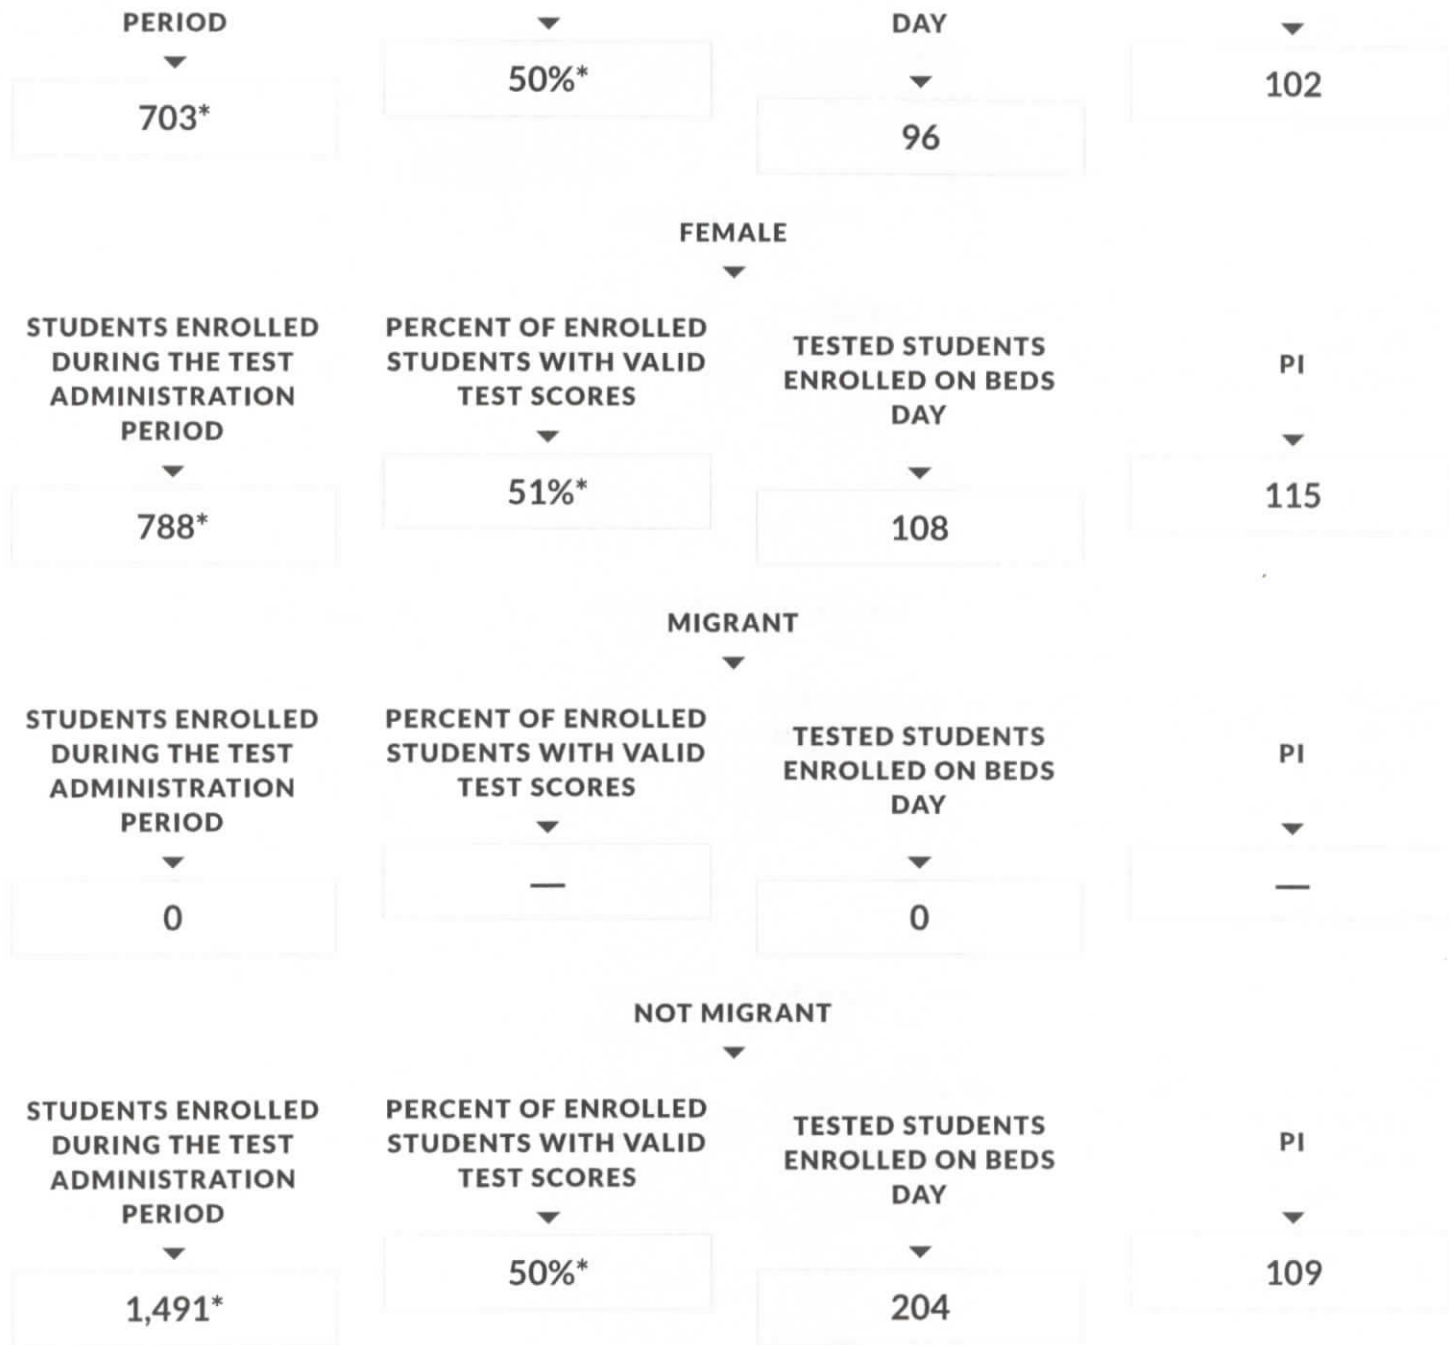 PERIOD
▼
703*
▼
50%*
DAY
▼
96
▼
102
FEMALE
▼
STUDENTS ENROLLED
DURING THE TEST
ADMINISTRATION
PERIOD
▼
788*
PERCENT OF ENROLLED
STUDENTS WITH VALID
TEST SCORES
▼
51%*
TESTED STUDENTS
ENROLLED ON BEDS
DAY
▼
108
PI
▼
115
MIGRANT
▼
STUDENTS ENROLLED
DURING THE TEST
ADMINISTRATION
PERIOD
▼
0
PERCENT OF ENROLLED
STUDENTS WITH VALID
TEST SCORES
▼
—
TESTED STUDENTS
ENROLLED ON BEDS
DAY
▼
0
PI
▼
—
NOT MIGRANT
▼
STUDENTS ENROLLED
DURING THE TEST
ADMINISTRATION
PERIOD
▼
1,491*
PERCENT OF ENROLLED
STUDENTS WITH VALID
TEST SCORES
▼
50%*
TESTED STUDENTS
ENROLLED ON BEDS
DAY
▼
204
PI
▼
109